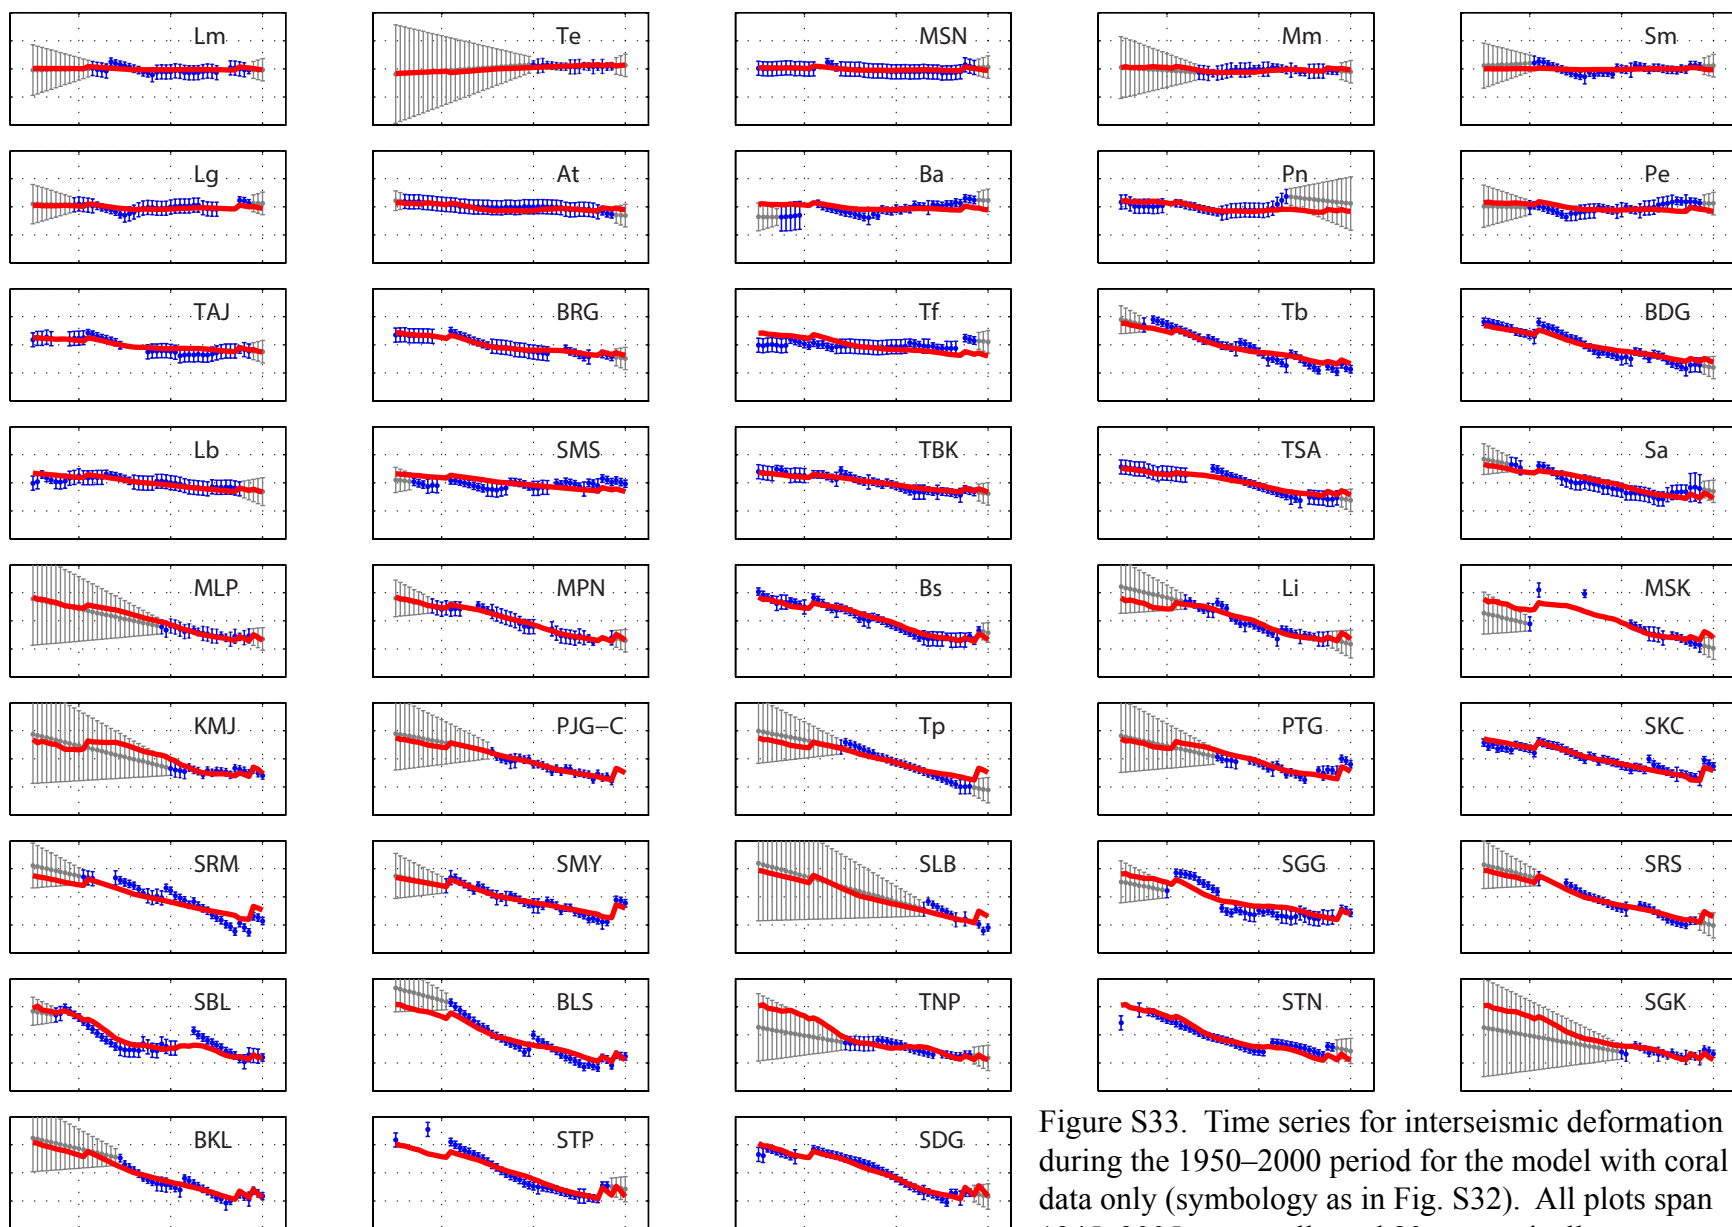 Lm Te MSN Mm Sm
Lg At Ba Pn Pe
TAJ BRG Tf Tb BDG
Lb SMS TBK TSA Sa
MLP MPN Bs Li MSK
KMJ PJG–C Tp PTG SKC
SRM SMY SLB SGG SRS
SBL BLS TNP STN SGK
BKL STP SDG
Figure S33. Time series for interseismic deformation
during the 1950–2000 period for the model with coral
data only (symbology as in Fig. S32). All plots span